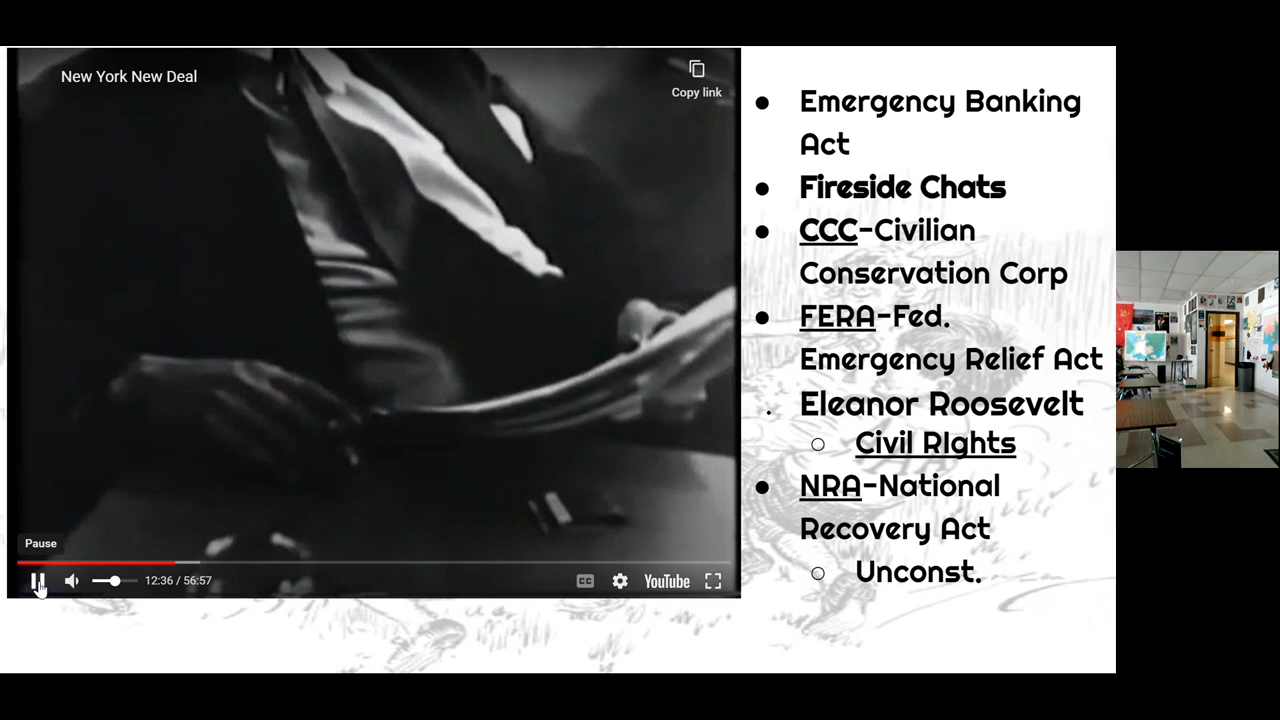 New York New Deal
Copy link
Pause
12:36 / 56:57
CC
YouTube
Emergency Banking
Act
Fireside Chats
CCC-Civilian
Conservation Corp
FERA-Fed.
Emergency Relief Act
Eleanor Roosevelt
Civil RIghts
NRA-National
Recovery Act
Unconst.